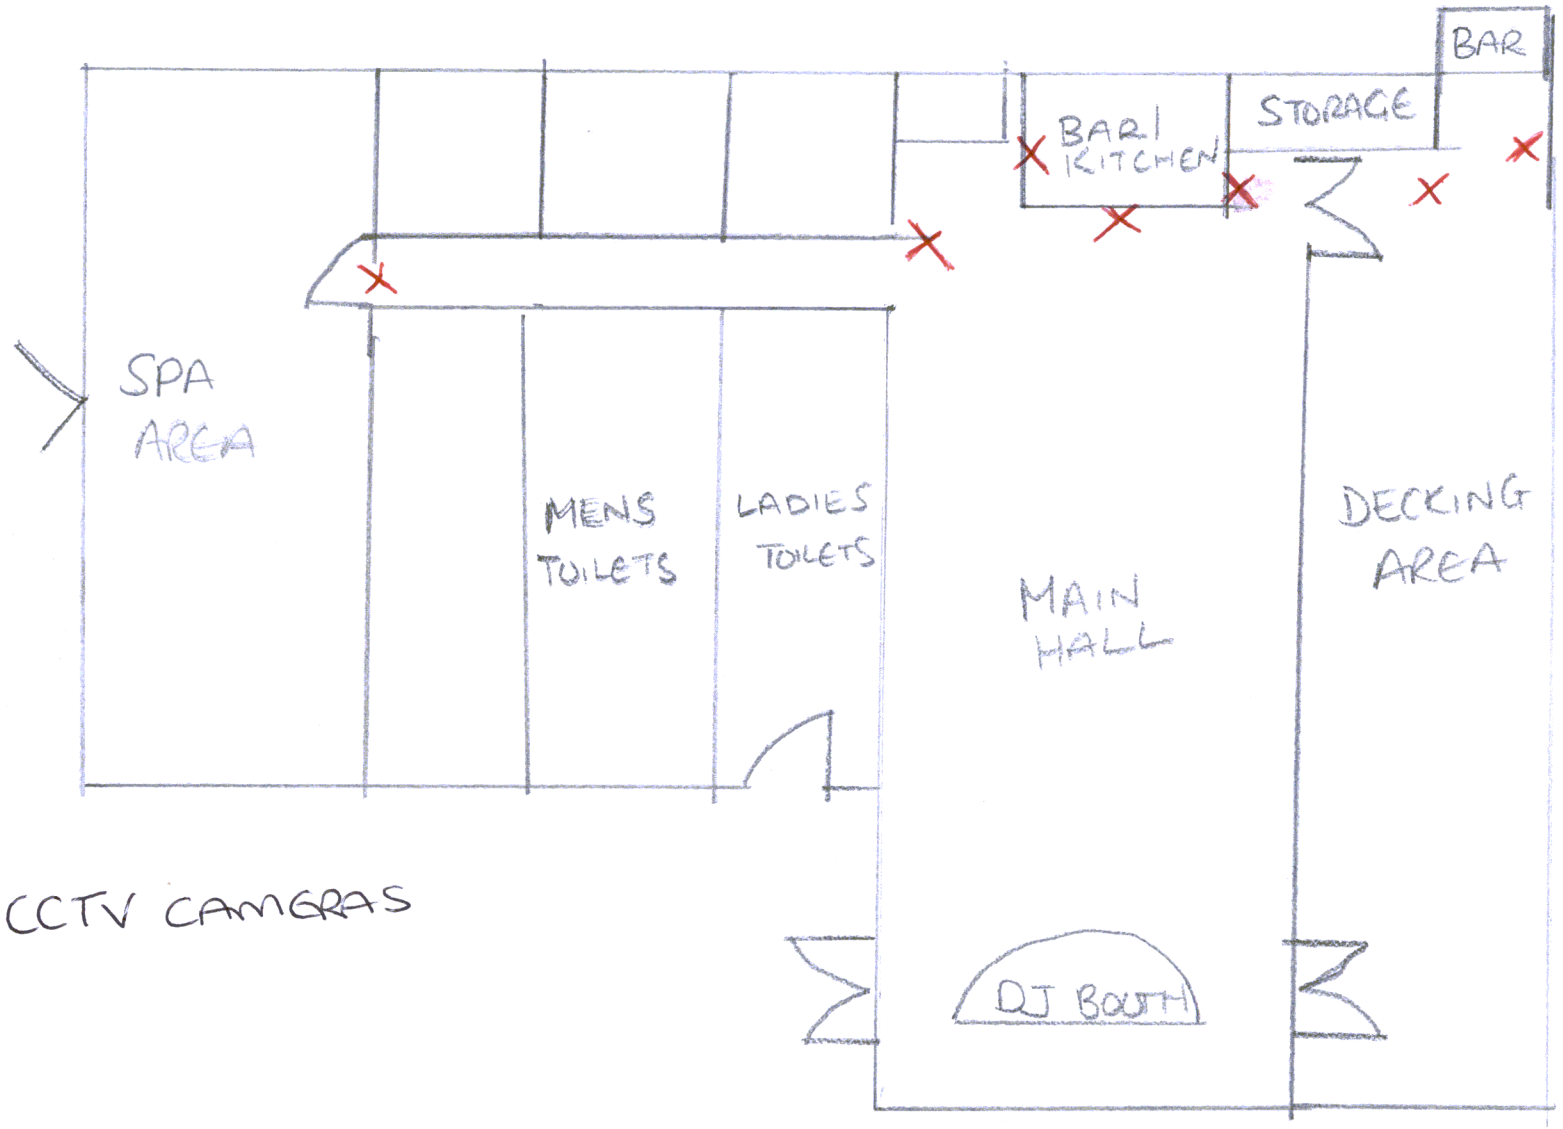 BAR
STORAGE
BAR/
KITCHEN
SPA
AREA
MENS
TOILETS
LADIES
TOILETS
DECKING
AREA
MAIN
HALL
CCTV CAMERAS
DJ BOOTH